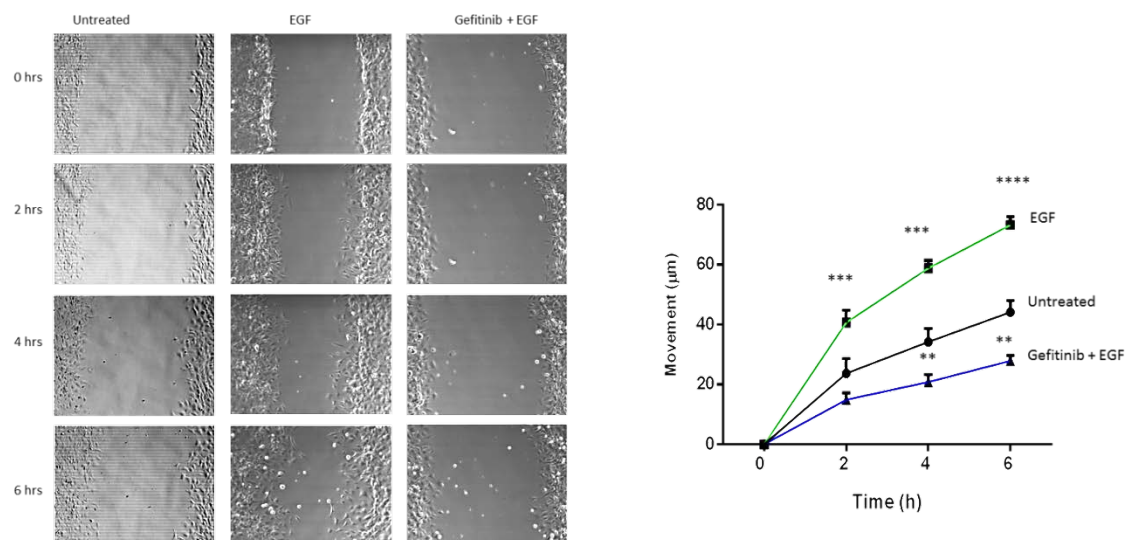 Untreated EGF Gefitinib + EGF
0 hrs
2 hrs
4 hrs
6 hrs
****
80
EGF
***
***
60
Movement (µm)
Untreated
40
**
**
Gefitinib + EGF
20
0
0 2 4 6
Time (h)